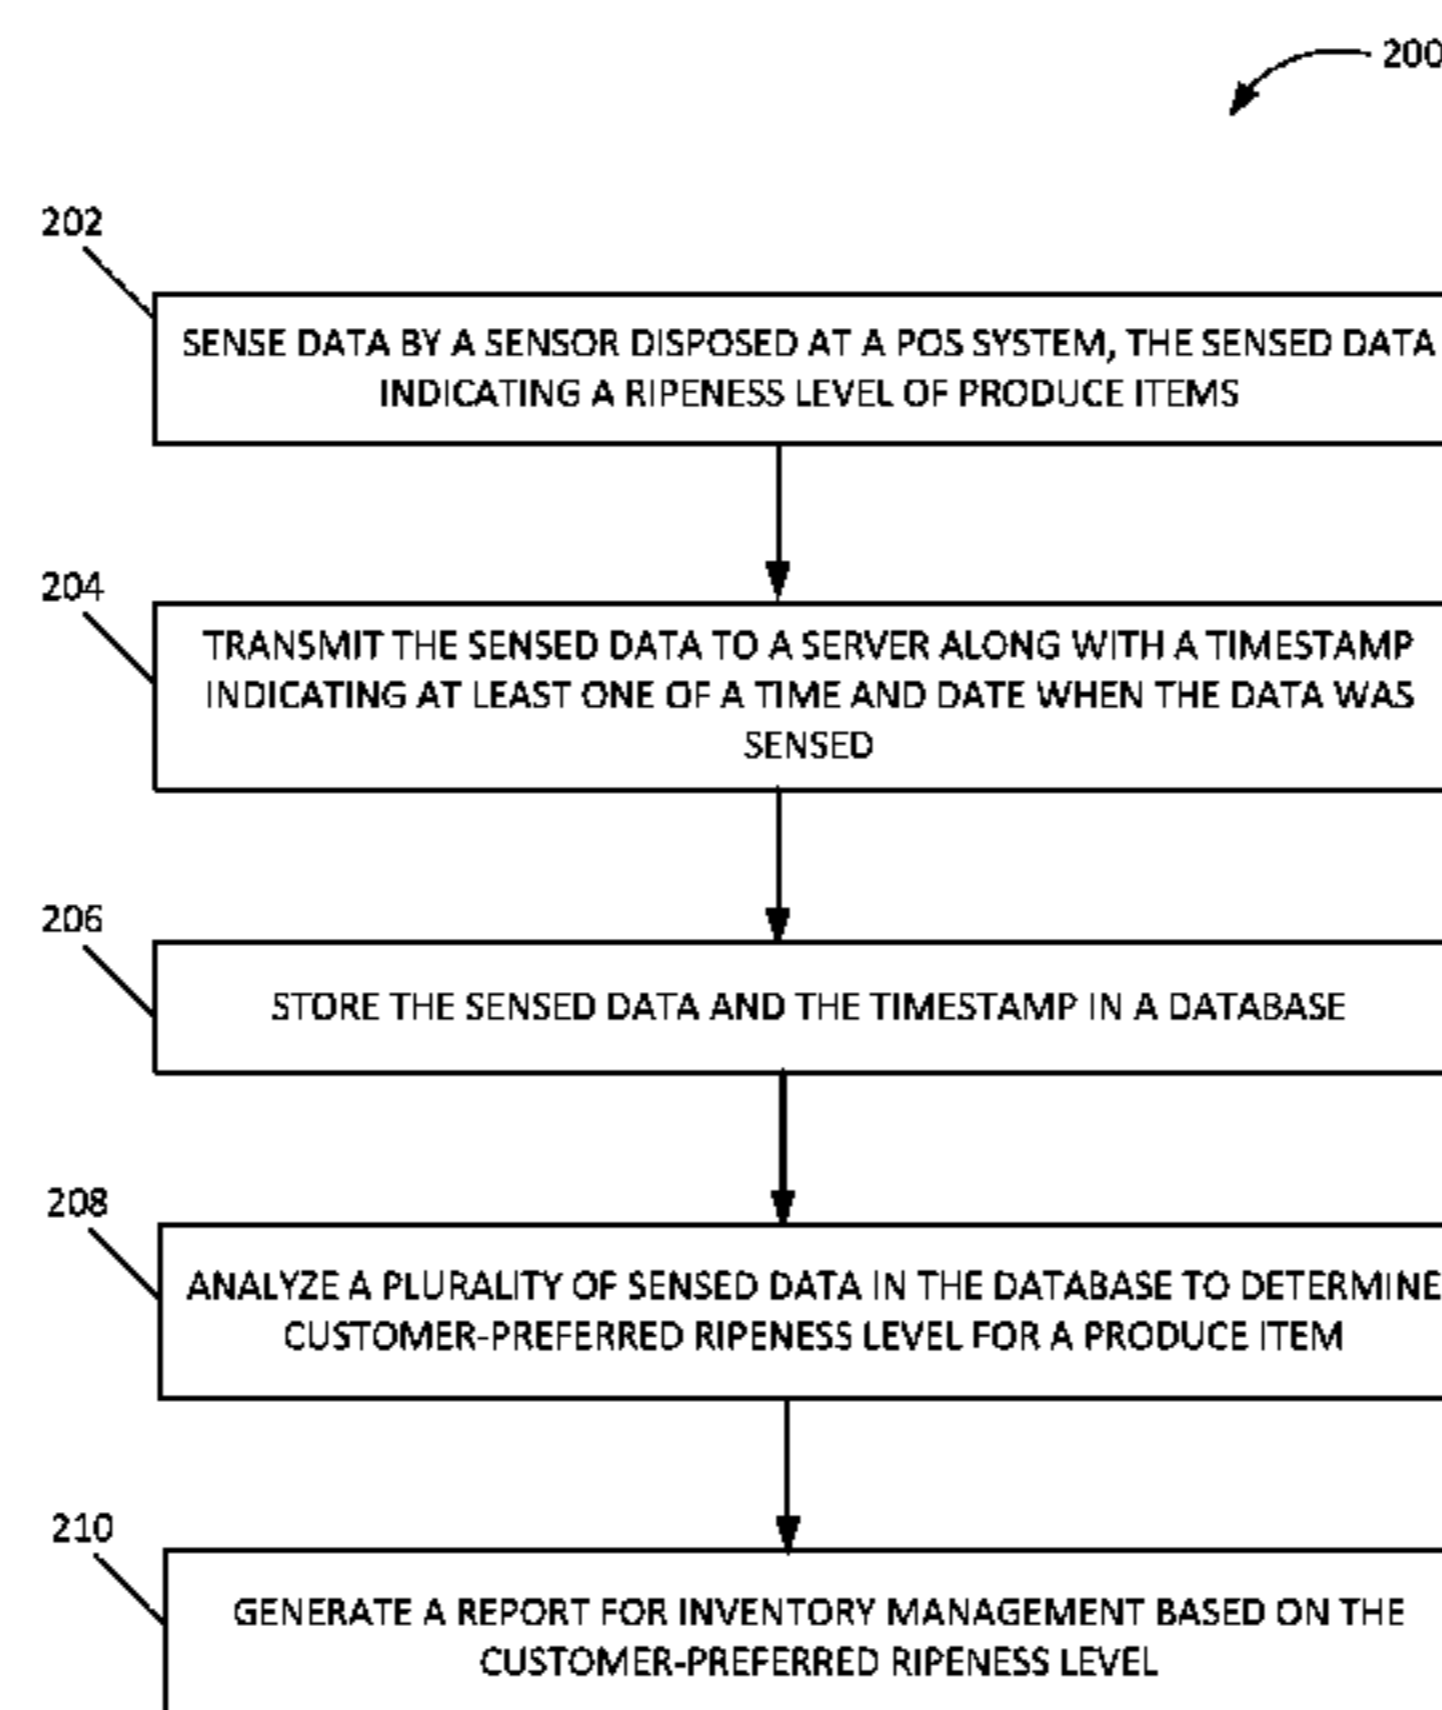 200
202
SENSE DATA BY A SENSOR DISPOSED AT A POS SYSTEM, THE SENSED DATA
INDICATING A RIPENESS LEVEL OF PRODUCE ITEMS
204
TRANSMIT THE SENSED DATA TO A SERVER ALONG WITH A TIMESTAMP
INDICATING AT LEAST ONE OF A TIME AND DATE WHEN THE DATA WAS
SENSED
206
STORE THE SENSED DATA AND THE TIMESTAMP IN A DATABASE
208
ANALYZE A PLURALITY OF SENSED DATA IN THE DATABASE TO DETERMINE
CUSTOMER-PREFERRED RIPENESS LEVEL FOR A PRODUCE ITEM
210
GENERATE A REPORT FOR INVENTORY MANAGEMENT BASED ON THE
CUSTOMER-PREFERRED RIPENESS LEVEL